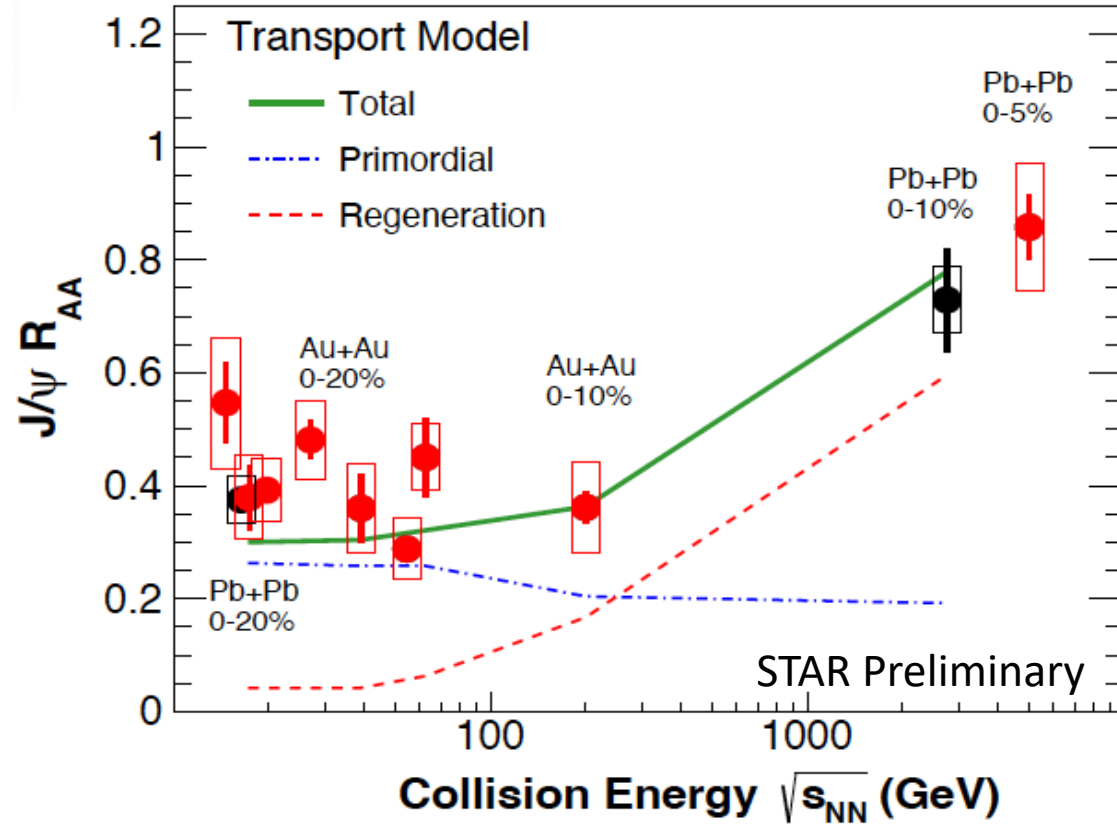 Transport Model
Total
Primordial
Regeneration
Pb+Pb
0-5%
Pb+Pb
0-10%
Au+Au
0-20%
Au+Au
0-10%
Pb+Pb
0-20%
STAR Preliminary
1.2
1
0.8
0.6
0.4
0.2
0
J/ψ R_AA
100
1000
Collision Energy √s_NN (GeV)